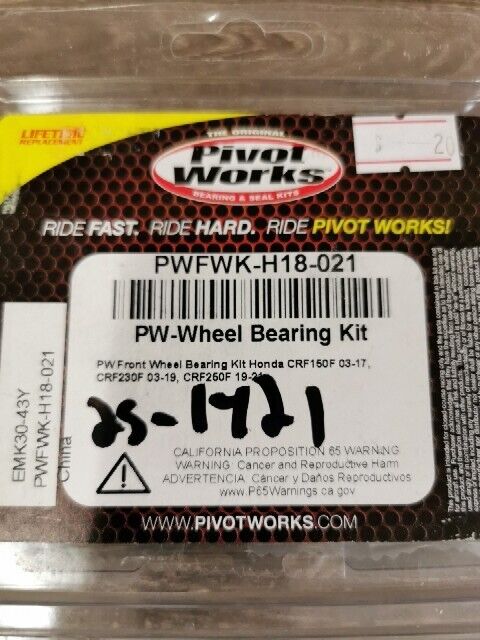 LIFETIME
REPLACEMENT
THE ORIGINAL
Pivot
Works
BEARING & SEAL KITS
$ 20
RIDE FAST. RIDE HARD. RIDE PIVOT WORKS!
PWFWK-H18-021
PW-Wheel Bearing Kit
PW Front Wheel Bearing Kit Honda CRF150F 03-17,
CRF230F 03-19, CRF250F 19-21
25-1421
CALIFORNIA PROPOSITION 65 WARNING
WARNING: Cancer and Reproductive Harm
ADVERTENCIA: Cáncer y Daños Reproductivos
www.P65Warnings.ca.gov
EMK30-43Y
PWFWK-H18-021
China
WWW.PIVOTWORKS.COM